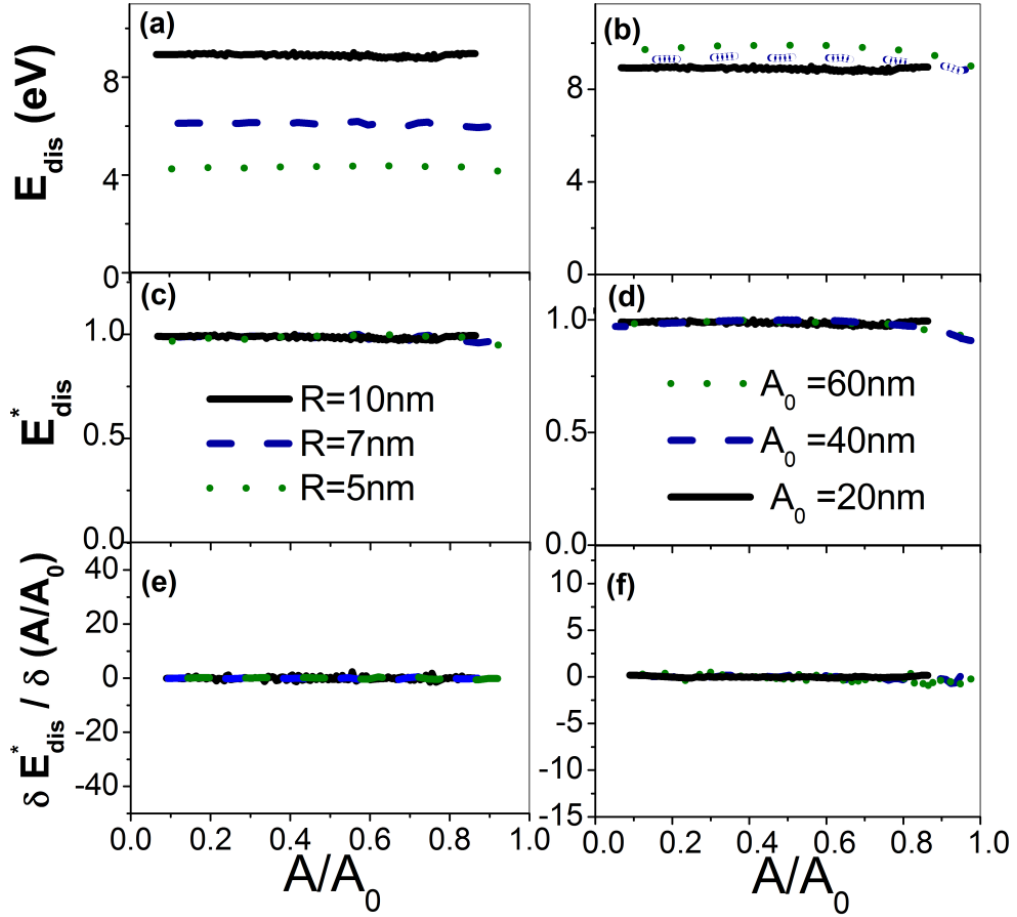 (a)
(b)
E_dis (eV)
8
4
0
8
4
0
(c)
(d)
E*_dis
1.0
0.5
0.0
1.0
0.5
0.0
R=10nm
R=7nm
R=5nm
A_0 =60nm
A_0 =40nm
A_0 =20nm
(e)
(f)
δ E*_dis / δ (A/A_0)
40
20
0
-20
-40
10
5
0
-5
-10
-15
0.0 0.2 0.4 0.6 0.8 1.0
0.0 0.2 0.4 0.6 0.8 1.0
A/A_0
A/A_0